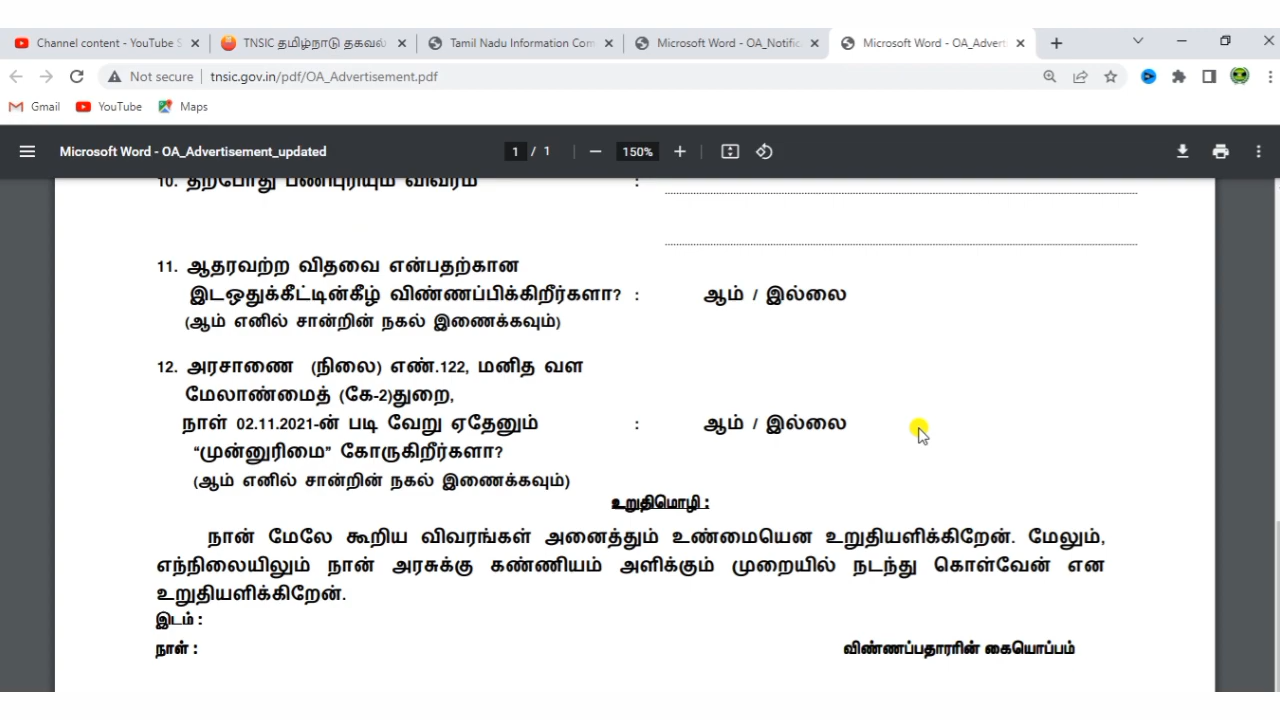 Channel content - YouTube S
TNSIC தமிழ்நாடு தகவல்
Tamil Nadu Information Com
Microsoft Word - OA_Notific
Microsoft Word - OA_Advert
Not secure
tnsic.gov.in/pdf/OA_Advertisement.pdf
Gmail
YouTube
Maps
Microsoft Word - OA_Advertisement_updated
1 / 1
150%
10. தற்போது பணிபுரியும் விவரம் :
11. ஆதரவற்ற விதவை என்பதற்கான
இடஒதுக்கீட்டின்கீழ் விண்ணப்பிக்கிறீர்களா? : ஆம் / இல்லை
(ஆம் எனில் சான்றின் நகல் இணைக்கவும்)
12. அரசாணை (நிலை) எண்.122, மனித வள
மேலாண்மைத் (கே-2)துறை,
நாள் 02.11.2021-ன் படி வேறு ஏதேனும் : ஆம் / இல்லை
“முன்னுரிமை” கோருகிறீர்களா?
(ஆம் எனில் சான்றின் நகல் இணைக்கவும்)
உறுதிமொழி :
நான் மேலே கூறிய விவரங்கள் அனைத்தும் உண்மையென உறுதியளிக்கிறேன். மேலும்,
எந்நிலையிலும் நான் அரசுக்கு கண்ணியம் அளிக்கும் முறையில் நடந்து கொள்வேன் என
உறுதியளிக்கிறேன்.
இடம் :
நாள் : விண்ணப்பதாரரின் கையொப்பம்